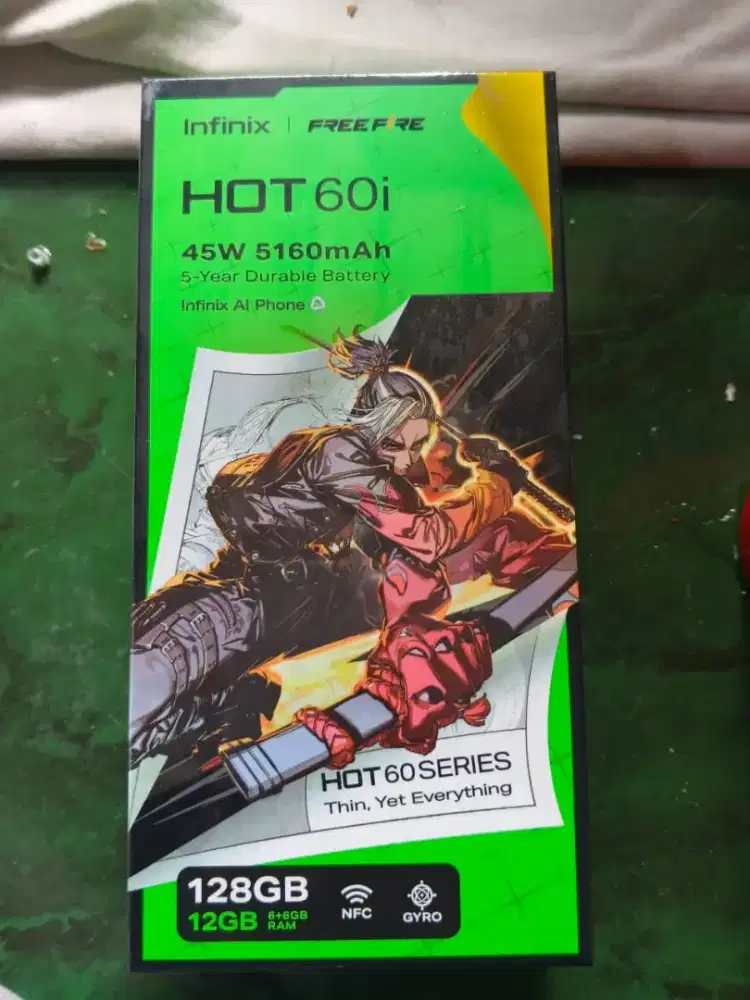 Infinix | FREE FIRE
HOT 60i
45W 5160mAh
5-Year Durable Battery
Infinix AI Phone
HOT 60 SERIES
Thin, Yet Everything
128GB
12GB 6+6GB RAM
NFC
GYRO